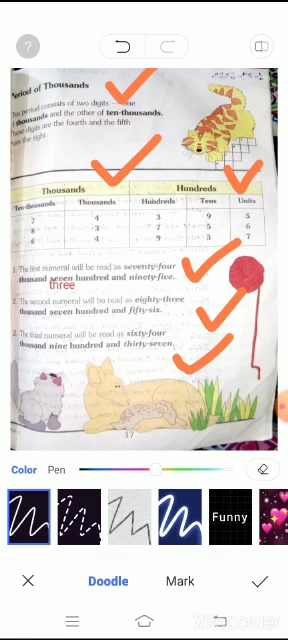 Period of Thousands
This period consists of two digits — one
of thousands and the other of ten-thousands.
These digits are the fourth and the fifth
from the right.
Thousands Hundreds
Ten-thousands Thousands Hundreds Tens Units
7 4 3 9 5
8 3 7 5 6
6 4 9 3 7
1. The first numeral will be read as seventy-four
thousand seven hundred and ninety-five.
three
2. The second numeral will be read as eighty-three
thousand seven hundred and fifty-six.
2. The third numeral will be read as sixty-four
thousand nine hundred and thirty-seven.
17
Color Pen
Funny
Doodle Mark